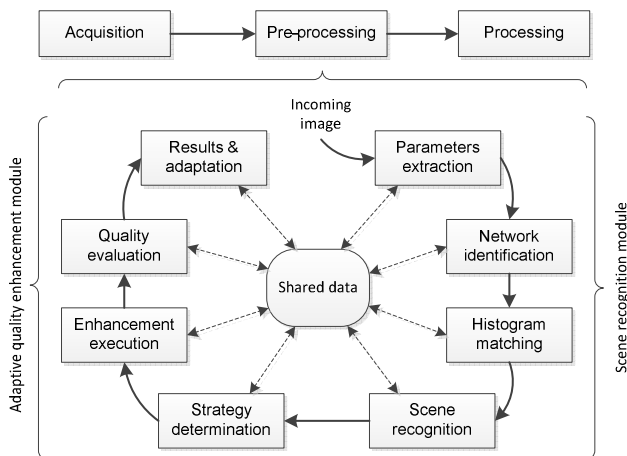 Acquisition
Pre-processing
Processing
Incoming
image
Results &
adaptation
Parameters
extraction
Quality
evaluation
Network
identification
Shared data
Enhancement
execution
Histogram
matching
Strategy
determination
Scene
recognition
Adaptive quality enhancement module
Scene recognition module